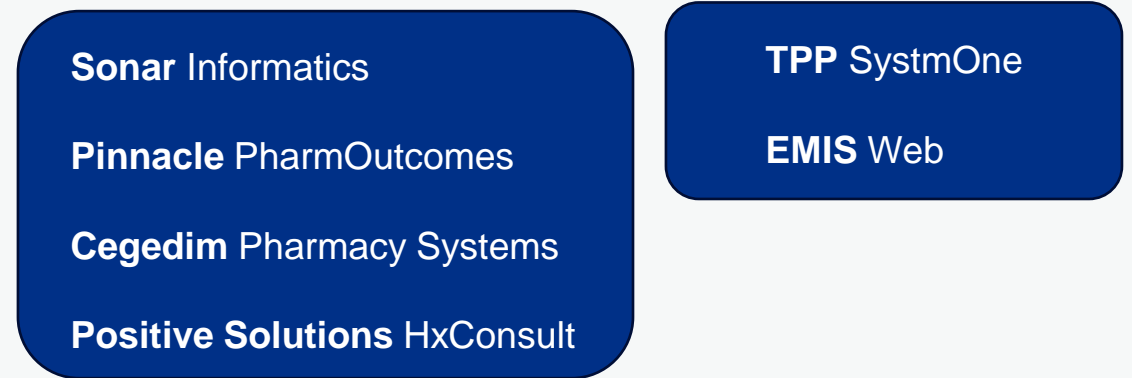 Sonar Informatics
Pinnacle PharmOutcomes
Cegedim Pharmacy Systems
Positive Solutions HxConsult
TPP SystmOne
EMIS Web